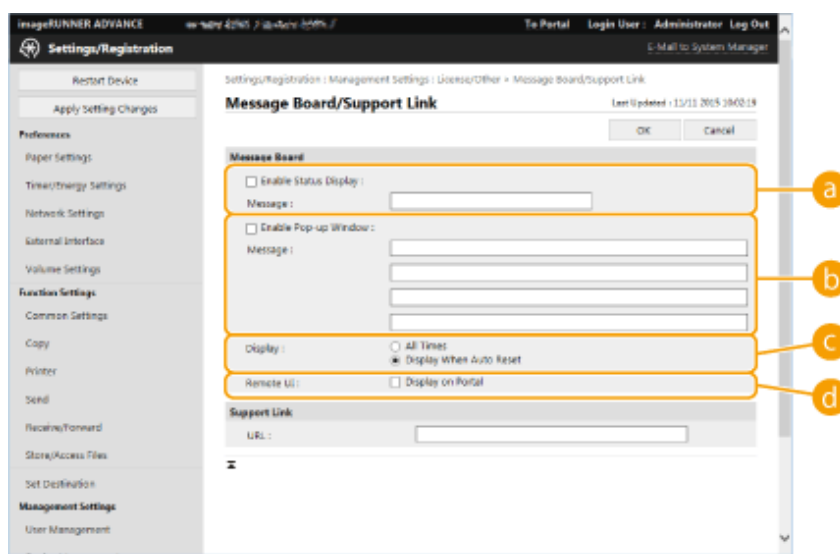 imageRUNNER ADVANCE To Portal Login User : Administrator Log Out
Settings/Registration E-Mail to System Manager
Restart Device
Apply Setting Changes
Preferences
Paper Settings
Timer/Energy Settings
Network Settings
External Interface
Volume Settings
Function Settings
Common Settings
Copy
Printer
Send
Receive/Forward
Store/Access Files
Set Destination
Management Settings
User Management
Settings/Registration : Management Settings : License/Other > Message Board/Support Link
Message Board/Support Link Last Updated : 11/11 2015 10:02:19
OK Cancel
Message Board
Enable Status Display :
Message :
a
Enable Pop-up Window :
Message :
b
Display : All Times
Display When Auto Reset
c
Remote UI : Display on Portal
d
Support Link
URL :